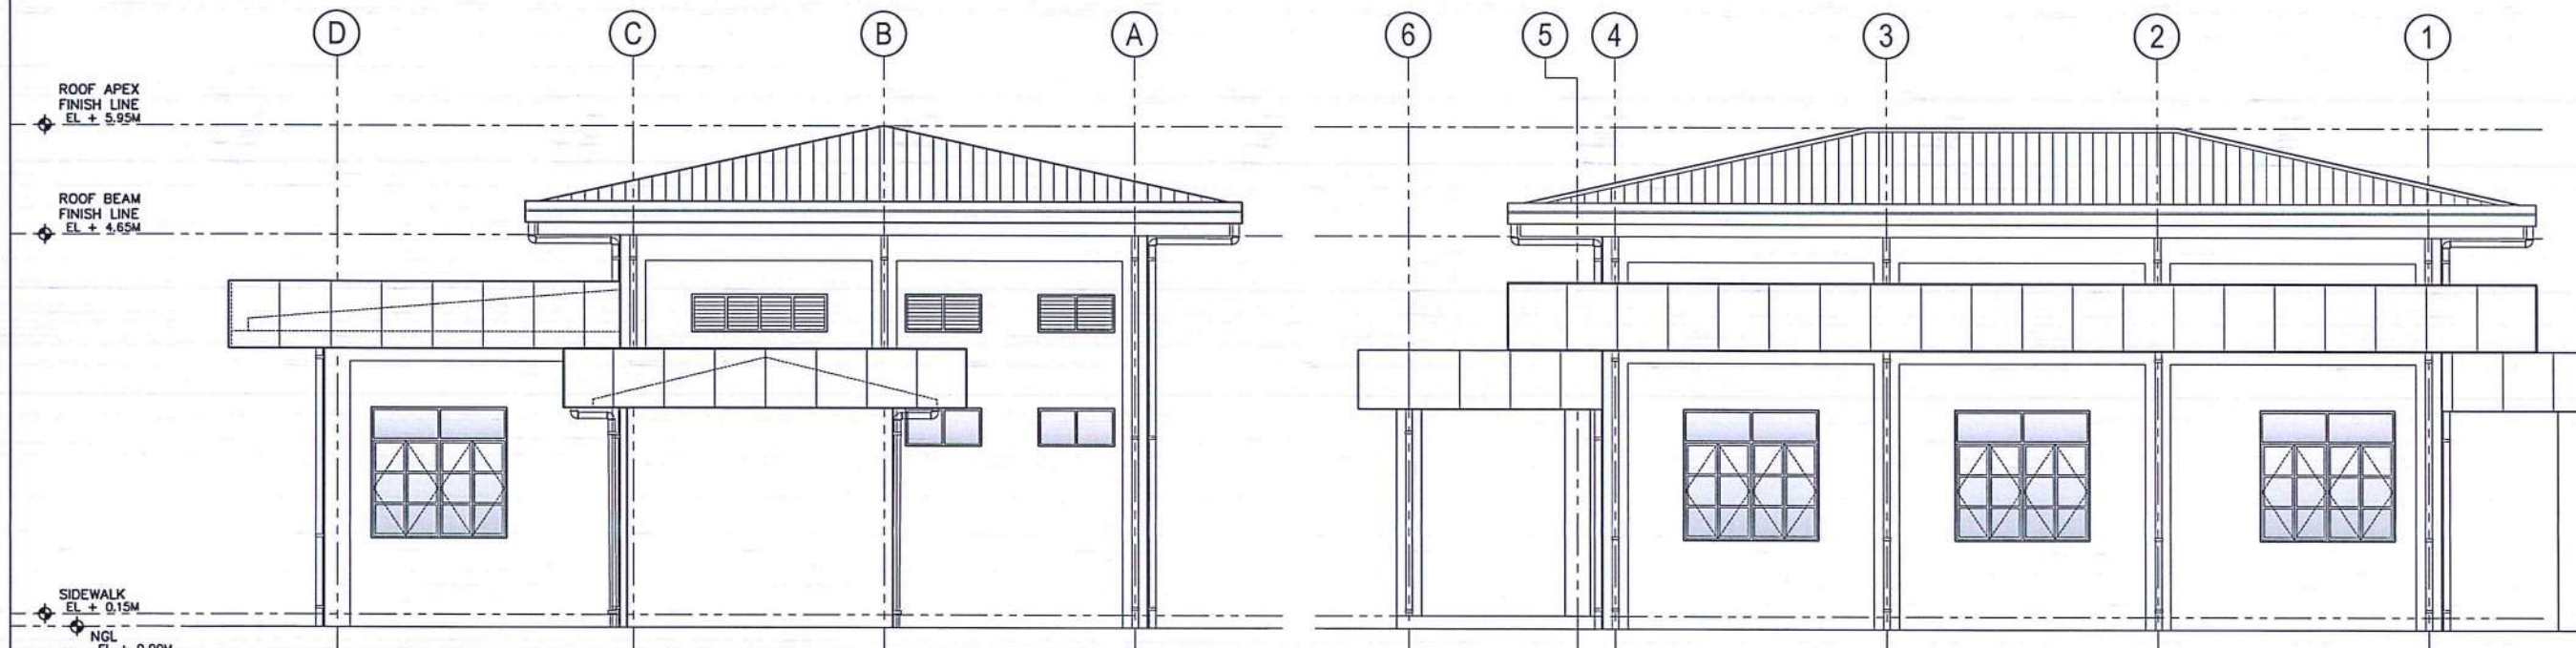 D C B A 6 5 4 3 2 1
ROOF APEX
FINISH LINE
EL + 5.95M
ROOF BEAM
FINISH LINE
EL + 4.65M
SIDEWALK
EL + 0.15M
NGL